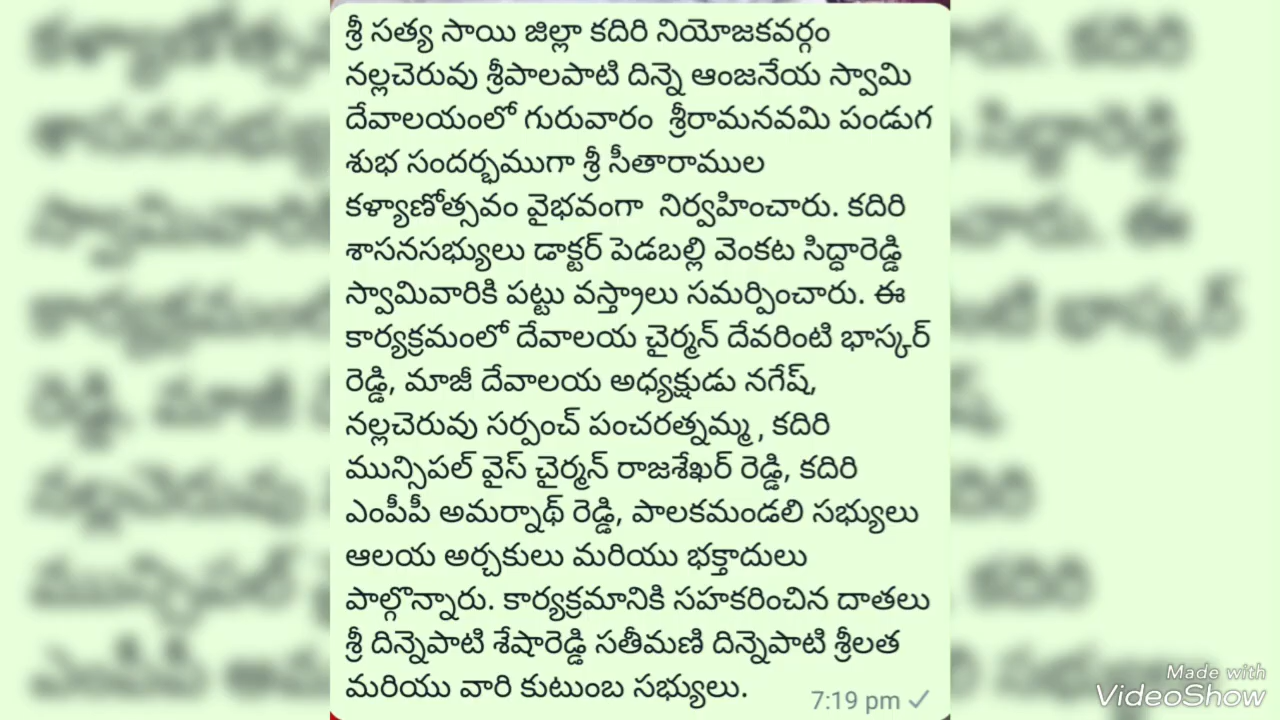 శ్రీ సత్య సాయి జిల్లా కదిరి నియోజకవర్గం
నల్లచెరువు శ్రీపాలపాటి దిన్నె ఆంజనేయ స్వామి
దేవాలయంలో గురువారం శ్రీరామనవమి పండుగ
శుభ సందర్భముగా శ్రీ సీతారాముల
కళ్యాణోత్సవం వైభవంగా నిర్వహించారు. కదిరి
శాసనసభ్యులు డాక్టర్ పెడబల్లి వెంకట సిద్ధారెడ్డి
స్వామివారికి పట్టు వస్త్రాలు సమర్పించారు. ఈ
కార్యక్రమంలో దేవాలయ చైర్మన్ దేవరింటి భాస్కర్
రెడ్డి, మాజీ దేవాలయ అధ్యక్షుడు నగేష్,
నల్లచెరువు సర్పంచ్ పంచరత్నమ్మ , కదిరి
మున్సిపల్ వైస్ చైర్మన్ రాజశేఖర్ రెడ్డి, కదిరి
ఎంపీపీ అమర్నాథ్ రెడ్డి, పాలకమండలి సభ్యులు
ఆలయ అర్చకులు మరియు భక్తాదులు
పాల్గొన్నారు. కార్యక్రమానికి సహకరించిన దాతలు
శ్రీ దిన్నెపాటి శేషారెడ్డి సతీమణి దిన్నెపాటి శ్రీలత
మరియు వారి కుటుంబ సభ్యులు.
7:19 pm ✓
Made with
VideoShow